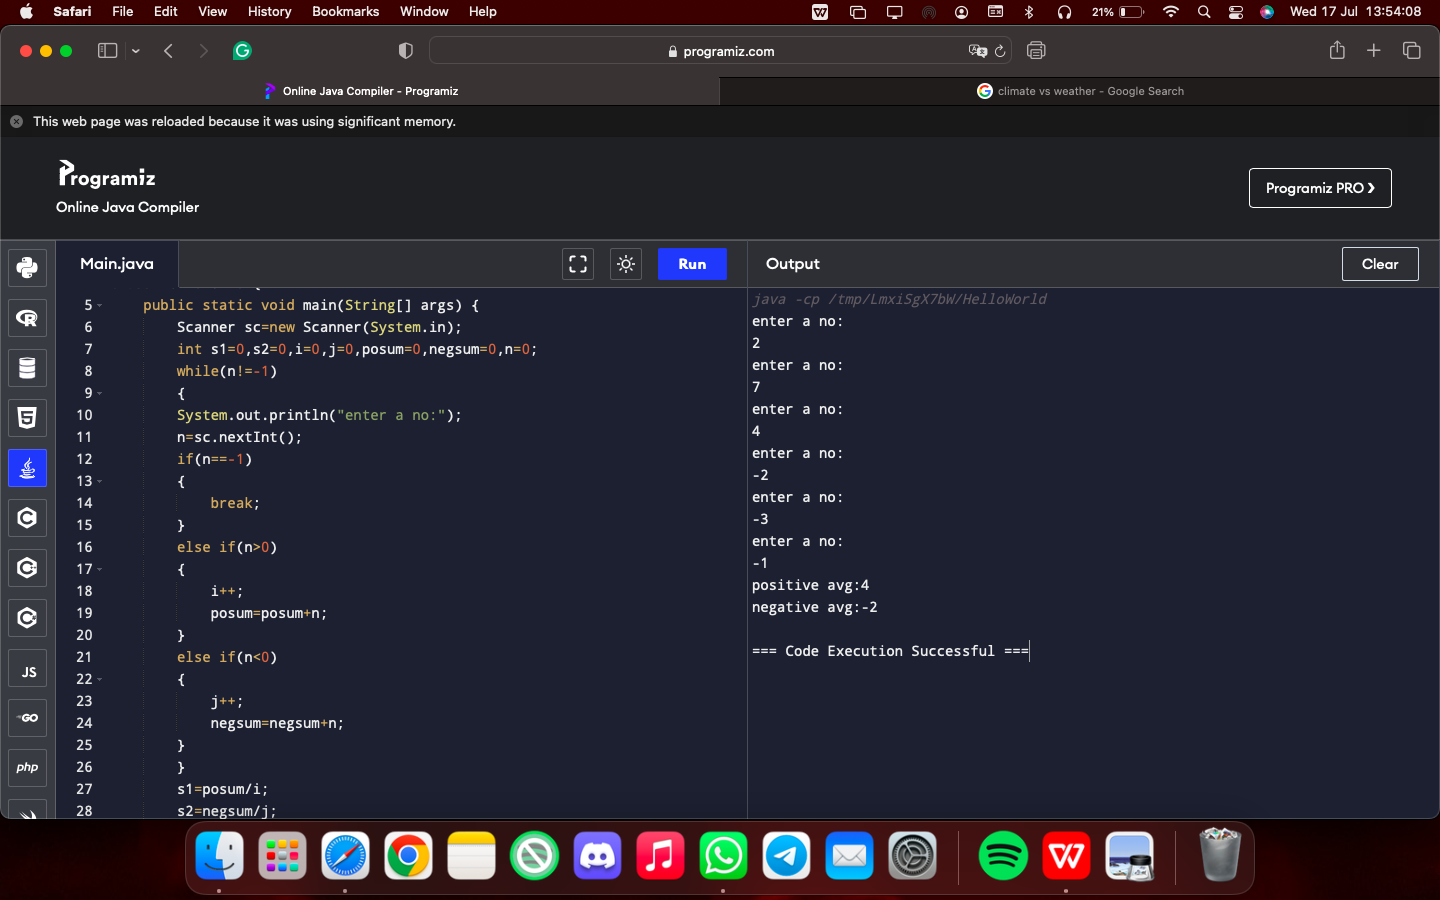 Safari File Edit View History Bookmarks Window Help 21% Wed 17 Jul 13:54:08
programiz.com
Online Java Compiler - Programiz
climate vs weather - Google Search
This web page was reloaded because it was using significant memory.
Programiz
Online Java Compiler
Programiz PRO ❯
Main.java
Run
Output
Clear
5 public static void main(String[] args) {
6 Scanner sc=new Scanner(System.in);
7 int s1=0,s2=0,i=0,j=0,posum=0,negsum=0,n=0;
8 while(n!=-1)
9 {
10 System.out.println("enter a no:");
11 n=sc.nextInt();
12 if(n==-1)
13 {
14 break;
15 }
16 else if(n>0)
17 {
18 i++;
19 posum=posum+n;
20 }
21 else if(n<0)
22 {
23 j++;
24 negsum=negsum+n;
25 }
26 }
27 s1=posum/i;
28 s2=negsum/j;
JS
GO
php
java -cp /tmp/LmxiSgX7bW/HelloWorld
enter a no:
2
enter a no:
7
enter a no:
4
enter a no:
-2
enter a no:
-3
enter a no:
-1
positive avg:4
negative avg:-2
=== Code Execution Successful ===